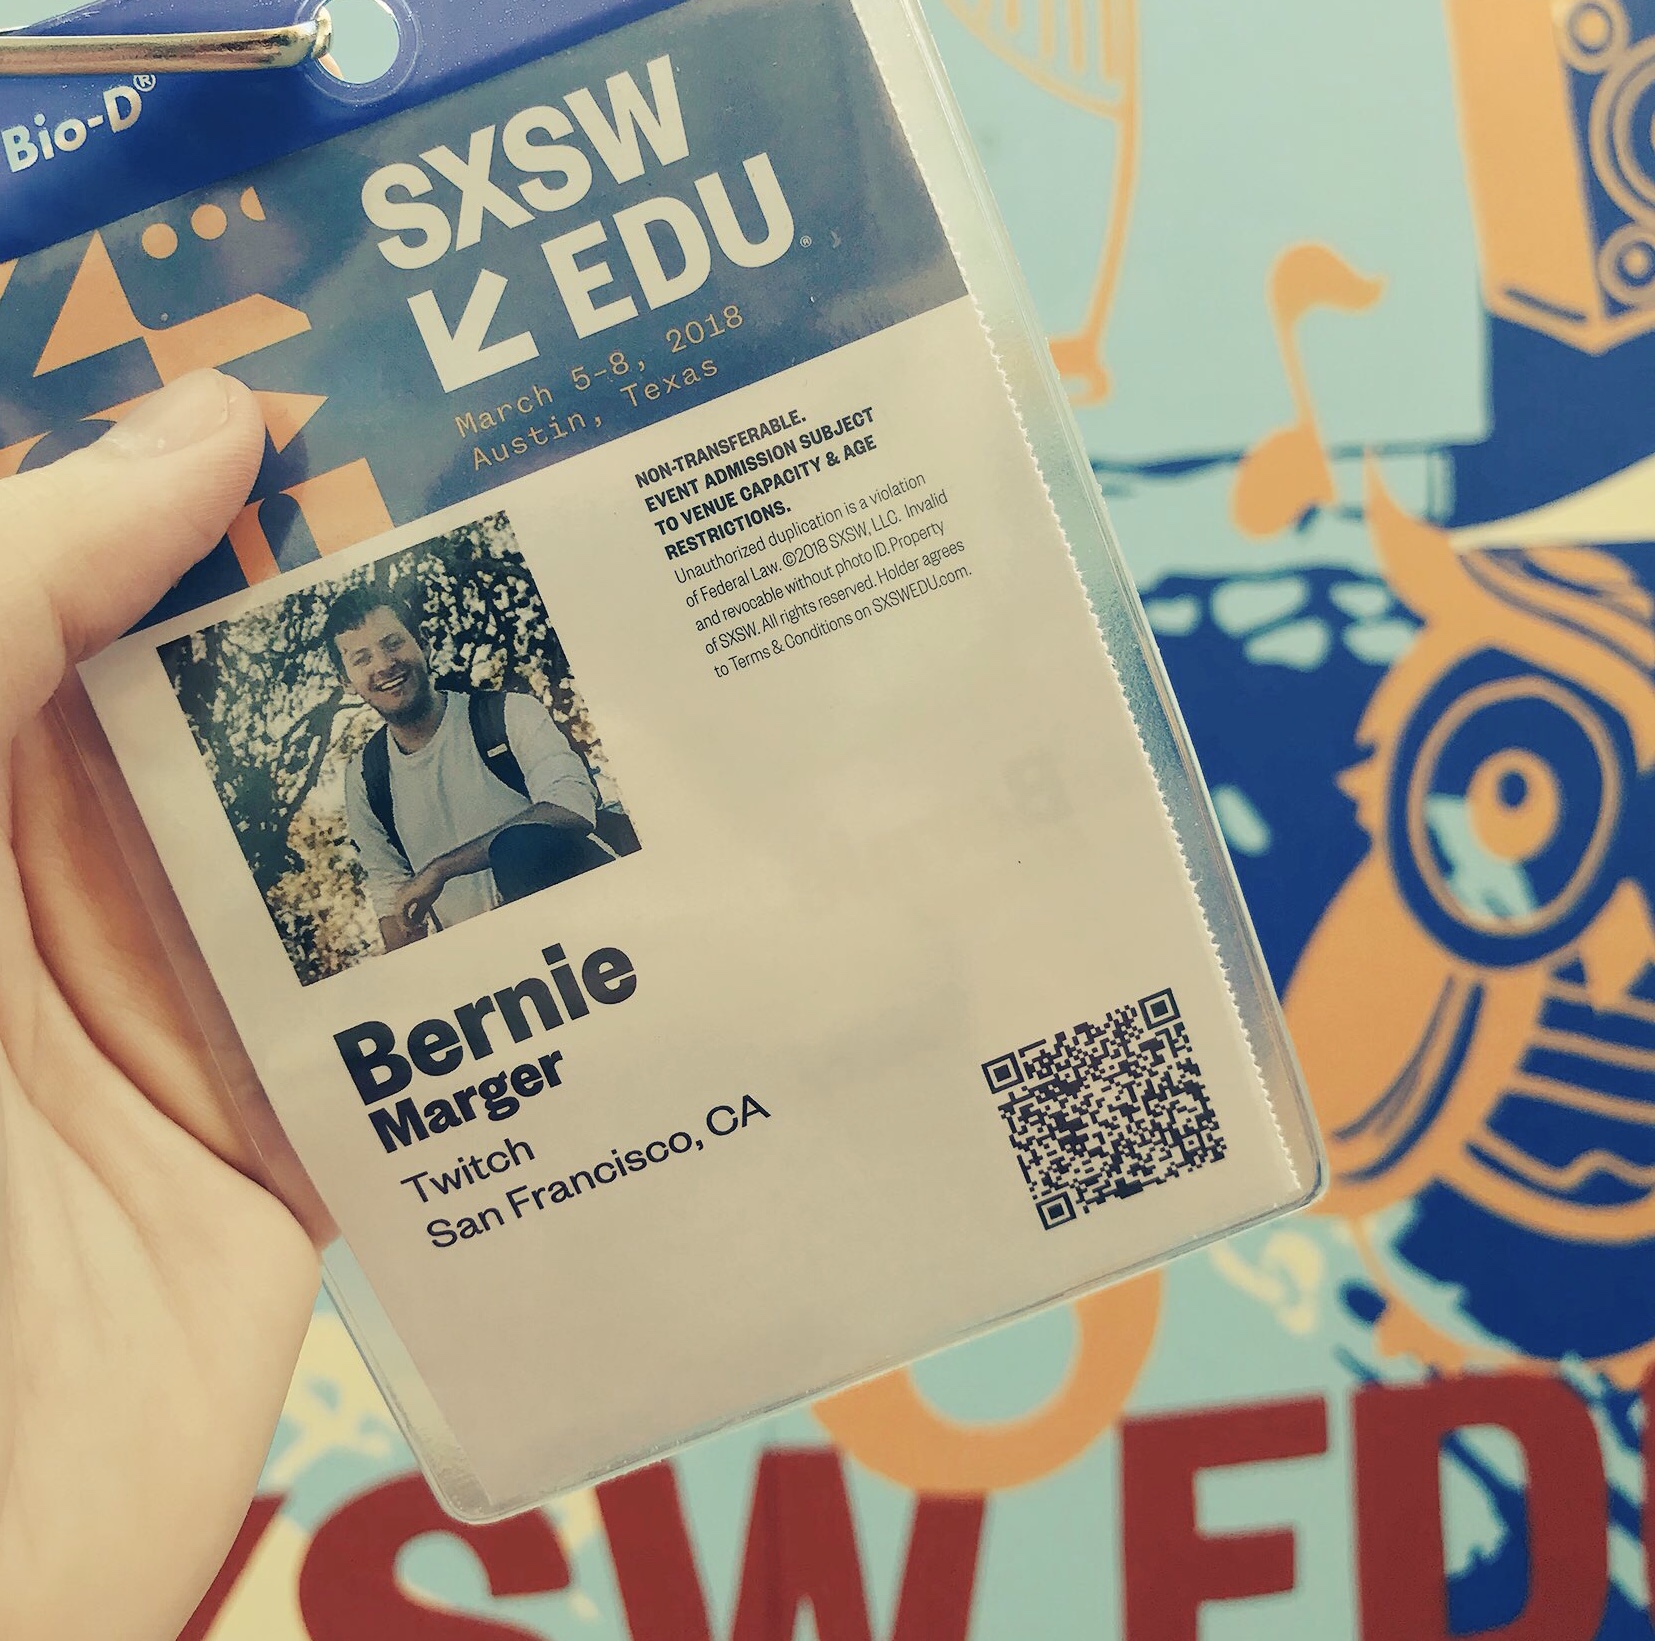 Bio-D®
SXSW
EDU®
March 5-8, 2018
Austin, Texas
NON-TRANSFERABLE.
EVENT ADMISSION SUBJECT
TO VENUE CAPACITY & AGE
RESTRICTIONS.
Unauthorized duplication is a violation
of Federal Law. ©2018 SXSW, LLC. Invalid
and revocable without photo ID. Property
of SXSW. All rights reserved. Holder agrees
to Terms & Conditions on SXSWEDU.com.
Bernie
Marger
Twitch
San Francisco, CA
XSW ED